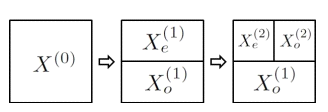 X^{(0)} ⇨ X_e^{(1)} ⇨ X_e^{(2)} X_o^{(2)}
X_o^{(1)} X_o^{(1)}